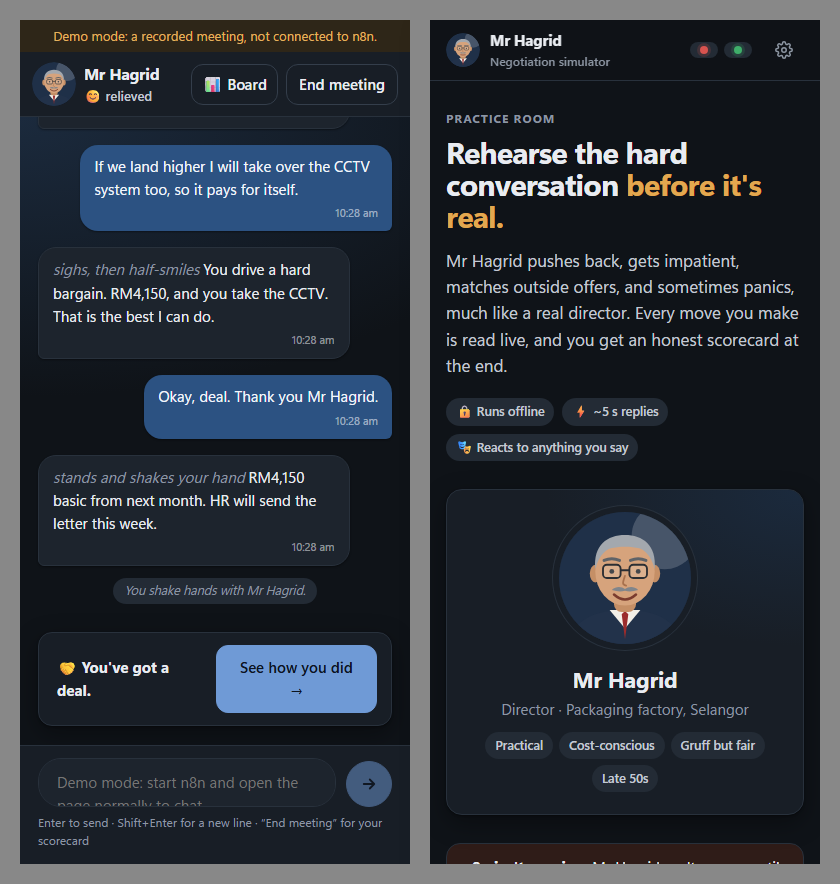 Demo mode: a recorded meeting, not connected to n8n.
Mr Hagrid
😊 relieved
📊 Board
End meeting
If we land higher I will take over the CCTV
system too, so it pays for itself.
10:28 am
sighs, then half-smiles You drive a hard
bargain. RM4,150, and you take the CCTV.
That is the best I can do.
10:28 am
Okay, deal. Thank you Mr Hagrid.
10:28 am
stands and shakes your hand RM4,150
basic from next month. HR will send the
letter this week.
10:28 am
You shake hands with Mr Hagrid.
🤝 You've got a
deal.
See how you did
→
Demo mode: start n8n and open the
page normally to chat
Enter to send · Shift+Enter for a new line · “End meeting” for your
scorecard
Mr Hagrid
Negotiation simulator
PRACTICE ROOM
Rehearse the hard
conversation before it's
real.
Mr Hagrid pushes back, gets impatient,
matches outside offers, and sometimes panics,
much like a real director. Every move you make
is read live, and you get an honest scorecard at
the end.
🔒 Runs offline
⚡ ~5 s replies
🎭 Reacts to anything you say
Mr Hagrid
Director · Packaging factory, Selangor
Practical
Cost-conscious
Gruff but fair
Late 50s